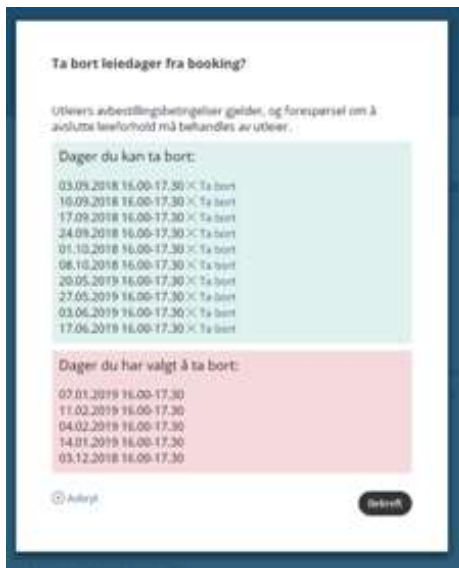 Ta bort leiedager fra booking?
Utleiers avbestillingsbetingelser gjelder, og forespørsel om å
avslutte leieforhold må behandles av utleier.
Dager du kan ta bort:
03.09.2018 16.00-17.30 × Ta bort
10.09.2018 16.00-17.30 × Ta bort
17.09.2018 16.00-17.30 × Ta bort
24.09.2018 16.00-17.30 × Ta bort
01.10.2018 16.00-17.30 × Ta bort
08.10.2018 16.00-17.30 × Ta bort
20.05.2019 16.00-17.30 × Ta bort
27.05.2019 16.00-17.30 × Ta bort
03.06.2019 16.00-17.30 × Ta bort
17.06.2019 16.00-17.30 × Ta bort
Dager du har valgt å ta bort:
07.01.2019 16.00-17.30
11.02.2019 16.00-17.30
04.02.2019 16.00-17.30
14.01.2019 16.00-17.30
03.12.2018 16.00-17.30
Avbryt
Bekreft